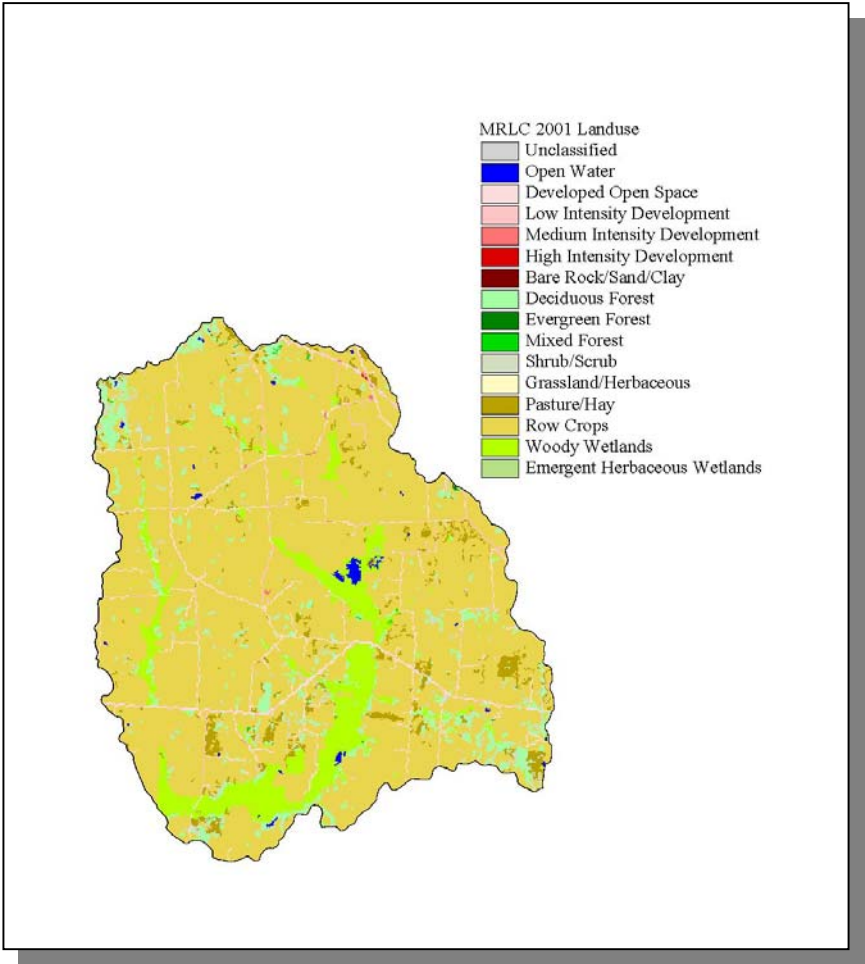 MRLC 2001 Landuse
Unclassified
Open Water
Developed Open Space
Low Intensity Development
Medium Intensity Development
High Intensity Development
Bare Rock/Sand/Clay
Deciduous Forest
Evergreen Forest
Mixed Forest
Shrub/Scrub
Grassland/Herbaceous
Pasture/Hay
Row Crops
Woody Wetlands
Emergent Herbaceous Wetlands